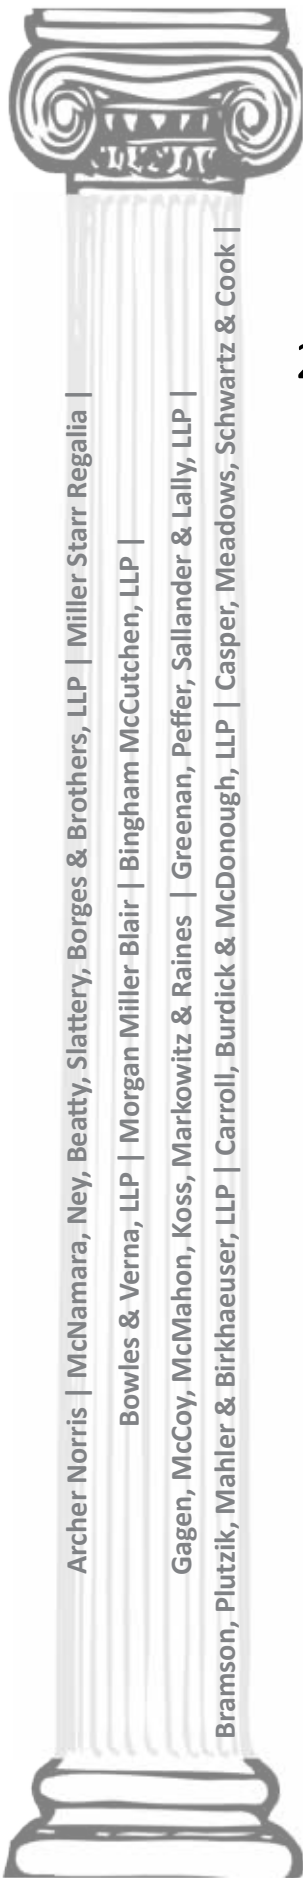 Archer Norris | McNamara, Ney, Beatty, Slattery, Borges & Brothers, LLP | Miller Starr Regalia |
Bowles & Verna, LLP | Morgan Miller Blair | Bingham McCutchen, LLP |
Gagen, McCoy, McMahon, Koss, Markowitz & Raines | Greenan, Peffer, Sallander & Lally, LLP |
Bramson, Plutzik, Mahler & Birkhaeuser, LLP | Carroll, Burdick & McDonough, LLP | Casper, Meadows, Schwartz & Cook |